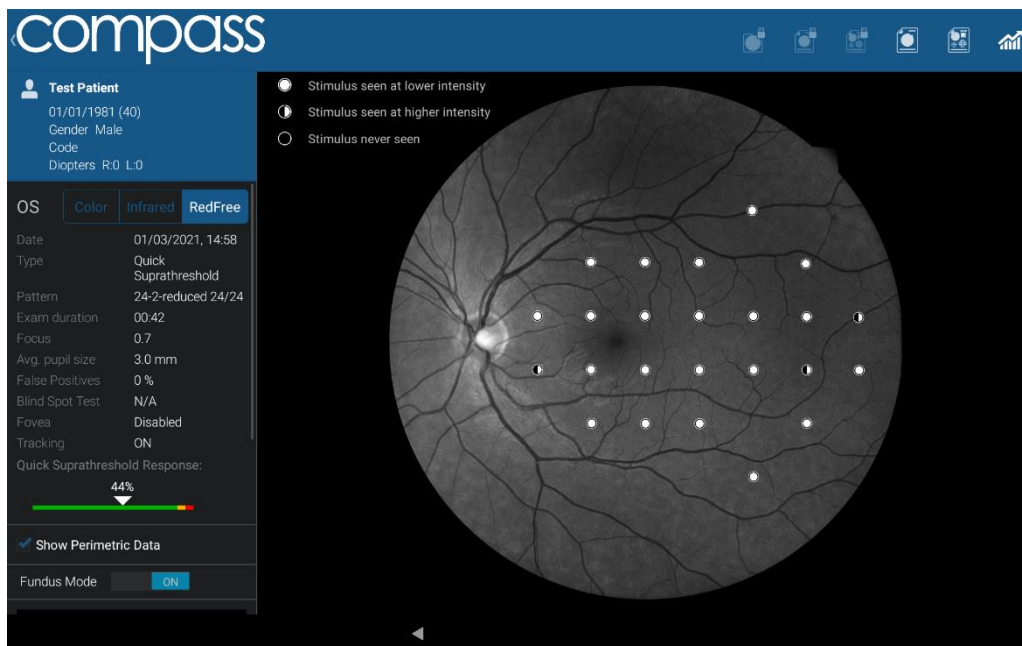 compass
Test Patient
01/01/1981 (40)
Gender Male
Code
Diopters R:0 L:0
OS Color Infrared RedFree
Date 01/03/2021, 14:58
Type Quick
Suprathreshold
Pattern 24-2-reduced 24/24
Exam duration 00:42
Focus 0.7
Avg. pupil size 3.0 mm
False Positives 0 %
Blind Spot Test N/A
Fovea Disabled
Tracking ON
Quick Suprathreshold Response:
44%
Show Perimetric Data
Fundus Mode ON
Stimulus seen at lower intensity
Stimulus seen at higher intensity
Stimulus never seen